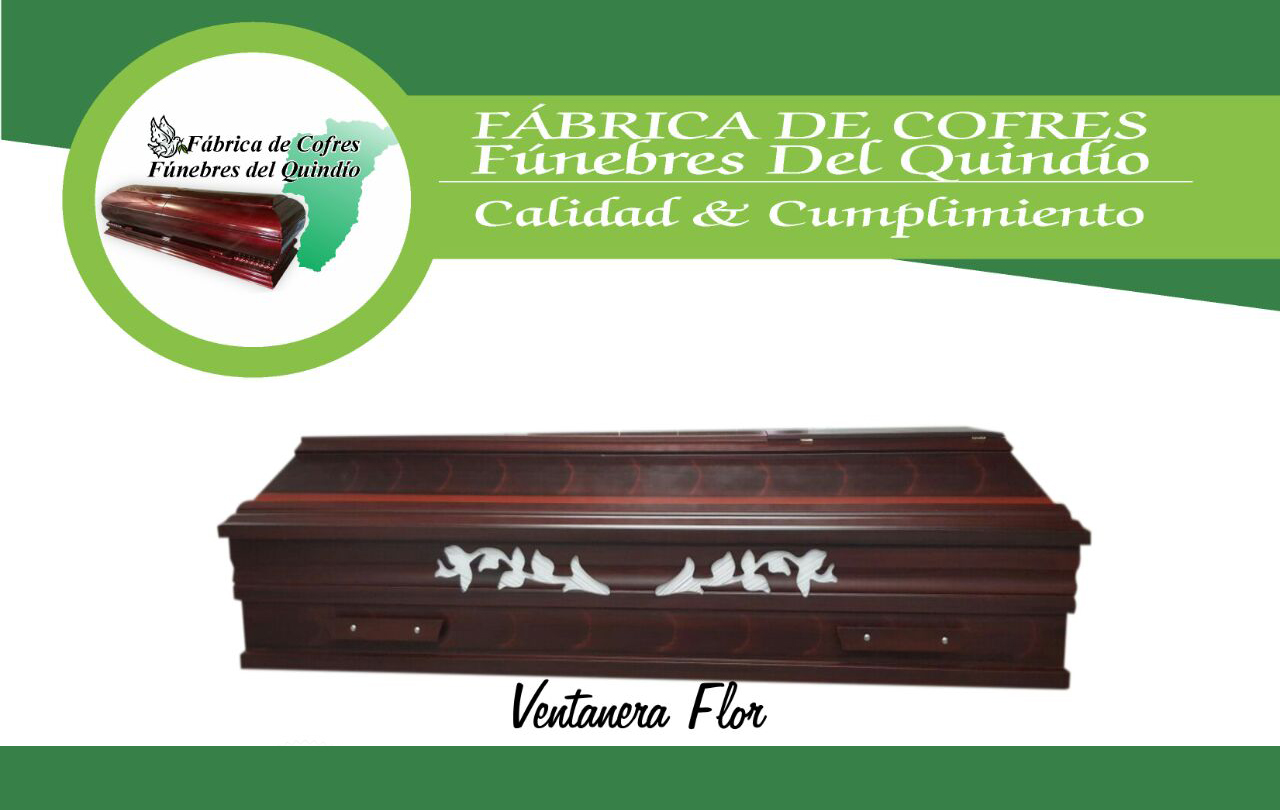 Fábrica de Cofres
Fúnebres del Quindío
FÁBRICA DE COFRES
Fúnebres Del Quindío
Calidad & Cumplimiento
Ventanera Flor